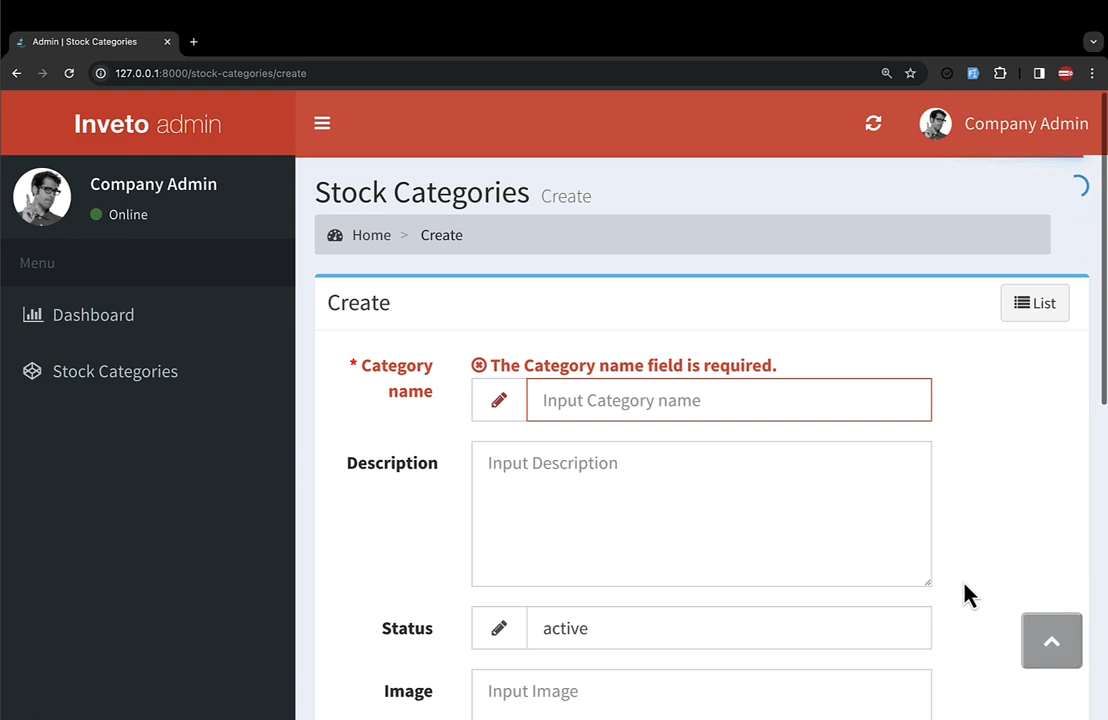 Admin | Stock Categories
127.0.0.1:8000/stock-categories/create
Inveto admin
Company Admin
Company Admin
Online
Menu
Dashboard
Stock Categories
Stock Categories Create
Home > Create
Create
List
* Category name
The Category name field is required.
Input Category name
Description
Input Description
Status
active
Image
Input Image